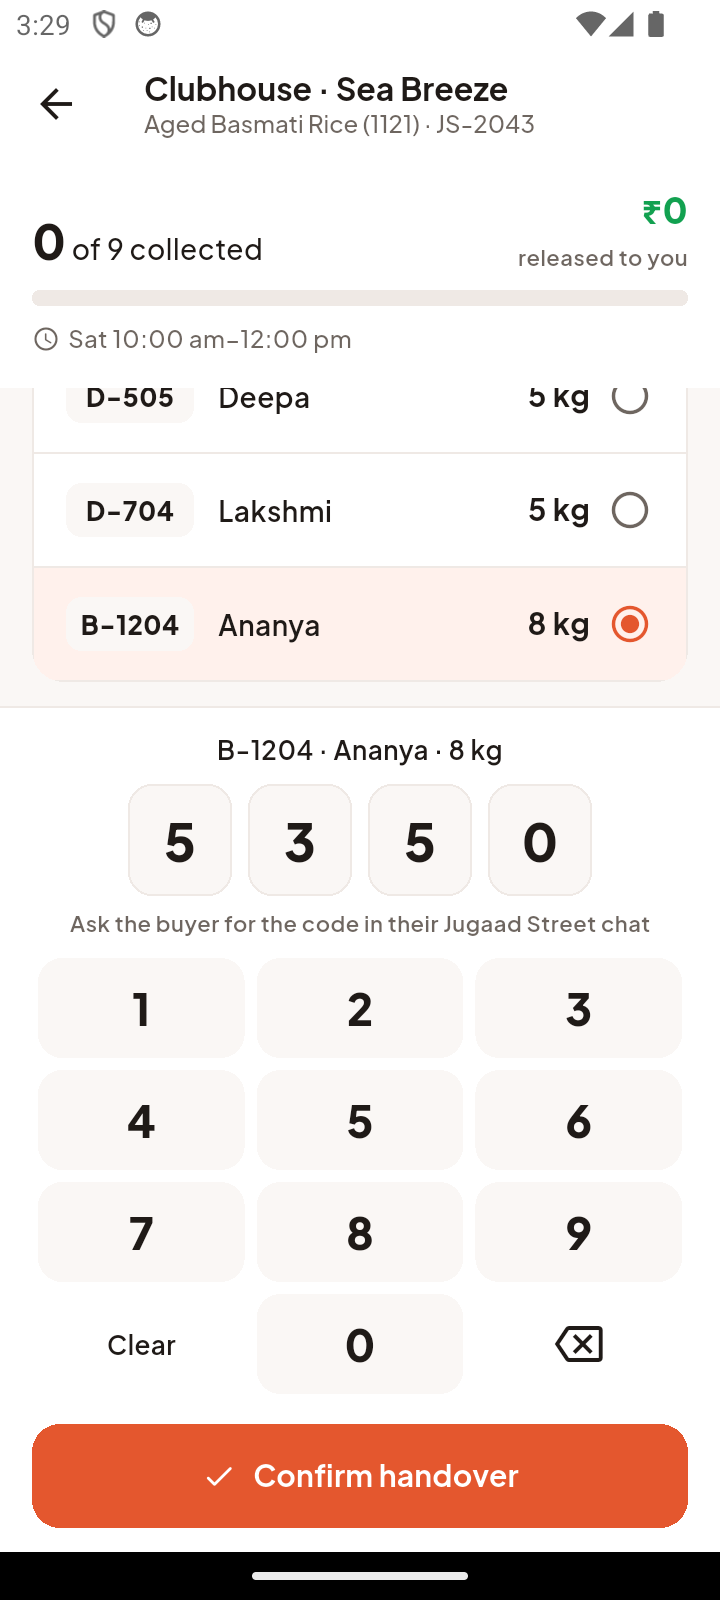 3:29
Clubhouse · Sea Breeze
Aged Basmati Rice (1121) · JS-2043
0 of 9 collected
₹0
released to you
Sat 10:00 am–12:00 pm
D-505 Deepa 5 kg
D-704 Lakshmi 5 kg
B-1204 Ananya 8 kg
B-1204 · Ananya · 8 kg
5 3 5 0
Ask the buyer for the code in their Jugaad Street chat
1 2 3
4 5 6
7 8 9
Clear 0
Confirm handover